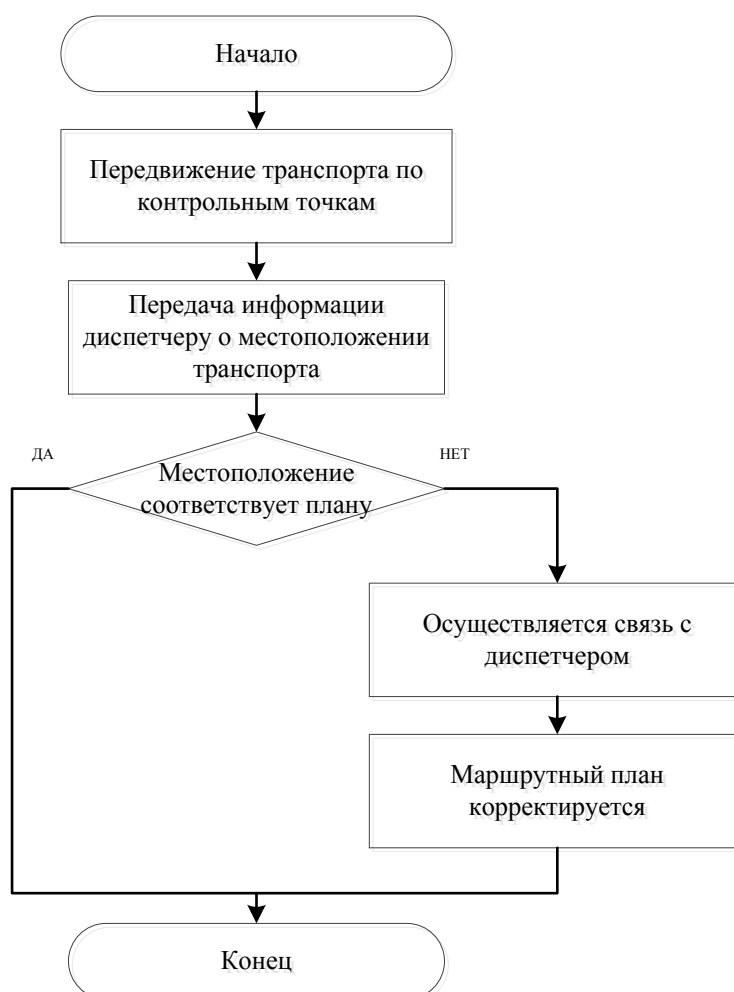 Начало
Передвижение транспорта по
контрольным точкам
Передача информации
диспетчеру о местоположении
транспорта
ДА
НЕТ
Местоположение
соответствует плану
Осуществляется связь с
диспетчером
Маршрутный план
корректируется
Конец